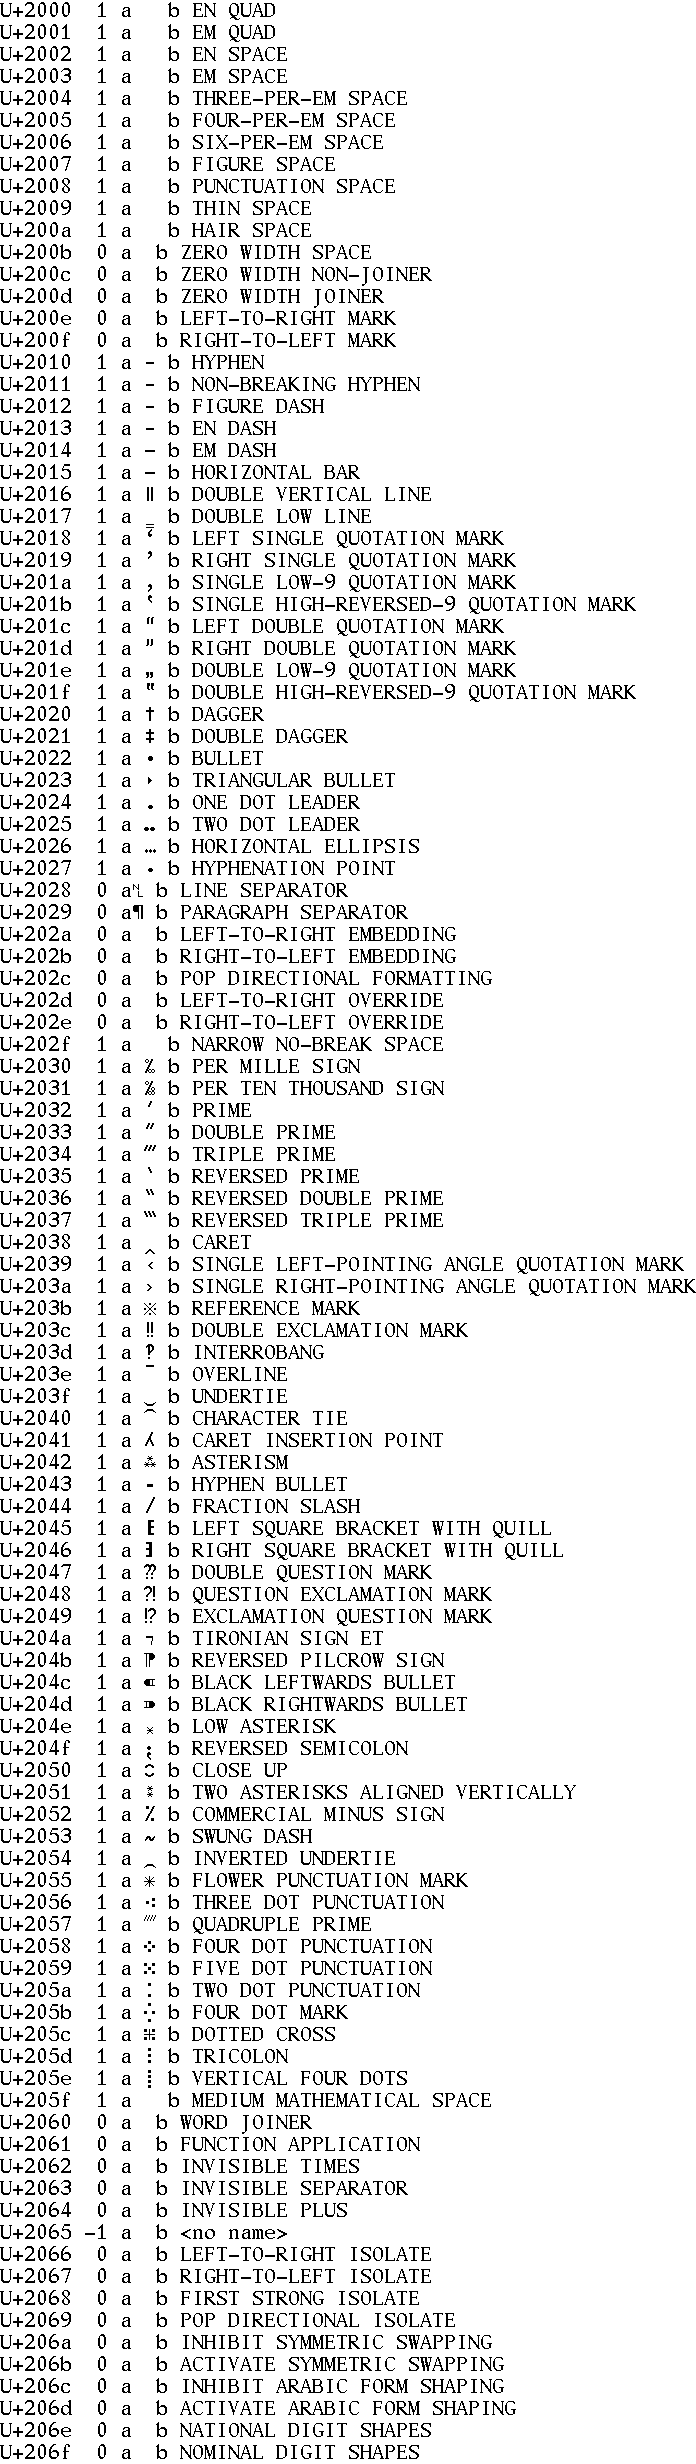 U+2000  1 a   b EN QUAD
U+2001  1 a   b EM QUAD
U+2002  1 a   b EN SPACE
U+2003  1 a   b EM SPACE
U+2004  1 a   b THREE-PER-EM SPACE
U+2005  1 a   b FOUR-PER-EM SPACE
U+2006  1 a   b SIX-PER-EM SPACE
U+2007  1 a   b FIGURE SPACE
U+2008  1 a   b PUNCTUATION SPACE
U+2009  1 a   b THIN SPACE
U+200a  1 a   b HAIR SPACE
U+200b  0 a  b ZERO WIDTH SPACE
U+200c  0 a  b ZERO WIDTH NON-JOINER
U+200d  0 a  b ZERO WIDTH JOINER
U+200e  0 a  b LEFT-TO-RIGHT MARK
U+200f  0 a  b RIGHT-TO-LEFT MARK
U+2010  1 a ‐ b HYPHEN
U+2011  1 a ‑ b NON-BREAKING HYPHEN
U+2012  1 a ‒ b FIGURE DASH
U+2013  1 a – b EN DASH
U+2014  1 a — b EM DASH
U+2015  1 a ― b HORIZONTAL BAR
U+2016  1 a ‖ b DOUBLE VERTICAL LINE
U+2017  1 a ‗ b DOUBLE LOW LINE
U+2018  1 a ‘ b LEFT SINGLE QUOTATION MARK
U+2019  1 a ’ b RIGHT SINGLE QUOTATION MARK
U+201a  1 a ‚ b SINGLE LOW-9 QUOTATION MARK
U+201b  1 a ‛ b SINGLE HIGH-REVERSED-9 QUOTATION MARK
U+201c  1 a “ b LEFT DOUBLE QUOTATION MARK
U+201d  1 a ” b RIGHT DOUBLE QUOTATION MARK
U+201e  1 a „ b DOUBLE LOW-9 QUOTATION MARK
U+201f  1 a ‟ b DOUBLE HIGH-REVERSED-9 QUOTATION MARK
U+2020  1 a † b DAGGER
U+2021  1 a ‡ b DOUBLE DAGGER
U+2022  1 a • b BULLET
U+2023  1 a ‣ b TRIANGULAR BULLET
U+2024  1 a ․ b ONE DOT LEADER
U+2025  1 a ‥ b TWO DOT LEADER
U+2026  1 a … b HORIZONTAL ELLIPSIS
U+2027  1 a ‧ b HYPHENATION POINT
U+2028  0 a␤ b LINE SEPARATOR
U+2029  0 a¶ b PARAGRAPH SEPARATOR
U+202a  0 a  b LEFT-TO-RIGHT EMBEDDING
U+202b  0 a  b RIGHT-TO-LEFT EMBEDDING
U+202c  0 a  b POP DIRECTIONAL FORMATTING
U+202d  0 a  b LEFT-TO-RIGHT OVERRIDE
U+202e  0 a  b RIGHT-TO-LEFT OVERRIDE
U+202f  1 a   b NARROW NO-BREAK SPACE
U+2030  1 a ‰ b PER MILLE SIGN
U+2031  1 a ‱ b PER TEN THOUSAND SIGN
U+2032  1 a ′ b PRIME
U+2033  1 a ″ b DOUBLE PRIME
U+2034  1 a ‴ b TRIPLE PRIME
U+2035  1 a ‵ b REVERSED PRIME
U+2036  1 a ‶ b REVERSED DOUBLE PRIME
U+2037  1 a ‷ b REVERSED TRIPLE PRIME
U+2038  1 a ‸ b CARET
U+2039  1 a ‹ b SINGLE LEFT-POINTING ANGLE QUOTATION MARK
U+203a  1 a › b SINGLE RIGHT-POINTING ANGLE QUOTATION MARK
U+203b  1 a ※ b REFERENCE MARK
U+203c  1 a ‼ b DOUBLE EXCLAMATION MARK
U+203d  1 a ‽ b INTERROBANG
U+203e  1 a ‾ b OVERLINE
U+203f  1 a ‿ b UNDERTIE
U+2040  1 a ⁀ b CHARACTER TIE
U+2041  1 a ⁁ b CARET INSERTION POINT
U+2042  1 a ⁂ b ASTERISM
U+2043  1 a ⁃ b HYPHEN BULLET
U+2044  1 a ⁄ b FRACTION SLASH
U+2045  1 a ⁅ b LEFT SQUARE BRACKET WITH QUILL
U+2046  1 a ⁆ b RIGHT SQUARE BRACKET WITH QUILL
U+2047  1 a ⁇ b DOUBLE QUESTION MARK
U+2048  1 a ⁈ b QUESTION EXCLAMATION MARK
U+2049  1 a ⁉ b EXCLAMATION QUESTION MARK
U+204a  1 a ⁊ b TIRONIAN SIGN ET
U+204b  1 a ⁋ b REVERSED PILCROW SIGN
U+204c  1 a ⁌ b BLACK LEFTWARDS BULLET
U+204d  1 a ⁍ b BLACK RIGHTWARDS BULLET
U+204e  1 a ⁎ b LOW ASTERISK
U+204f  1 a ⁏ b REVERSED SEMICOLON
U+2050  1 a ⁐ b CLOSE UP
U+2051  1 a ⁑ b TWO ASTERISKS ALIGNED VERTICALLY
U+2052  1 a ⁒ b COMMERCIAL MINUS SIGN
U+2053  1 a ⁓ b SWUNG DASH
U+2054  1 a ⁔ b INVERTED UNDERTIE
U+2055  1 a ⁕ b FLOWER PUNCTUATION MARK
U+2056  1 a ⁖ b THREE DOT PUNCTUATION
U+2057  1 a ⁗ b QUADRUPLE PRIME
U+2058  1 a ⁘ b FOUR DOT PUNCTUATION
U+2059  1 a ⁙ b FIVE DOT PUNCTUATION
U+205a  1 a ⁚ b TWO DOT PUNCTUATION
U+205b  1 a ⁛ b FOUR DOT MARK
U+205c  1 a ⁜ b DOTTED CROSS
U+205d  1 a ⁝ b TRICOLON
U+205e  1 a ⁞ b VERTICAL FOUR DOTS
U+205f  1 a   b MEDIUM MATHEMATICAL SPACE
U+2060  0 a  b WORD JOINER
U+2061  0 a  b FUNCTION APPLICATION
U+2062  0 a  b INVISIBLE TIMES
U+2063  0 a  b INVISIBLE SEPARATOR
U+2064  0 a  b INVISIBLE PLUS
U+2065 -1 a  b <no name>
U+2066  0 a  b LEFT-TO-RIGHT ISOLATE
U+2067  0 a  b RIGHT-TO-LEFT ISOLATE
U+2068  0 a  b FIRST STRONG ISOLATE
U+2069  0 a  b POP DIRECTIONAL ISOLATE
U+206a  0 a  b INHIBIT SYMMETRIC SWAPPING
U+206b  0 a  b ACTIVATE SYMMETRIC SWAPPING
U+206c  0 a  b INHIBIT ARABIC FORM SHAPING
U+206d  0 a  b ACTIVATE ARABIC FORM SHAPING
U+206e  0 a  b NATIONAL DIGIT SHAPES
U+206f  0 a  b NOMINAL DIGIT SHAPES